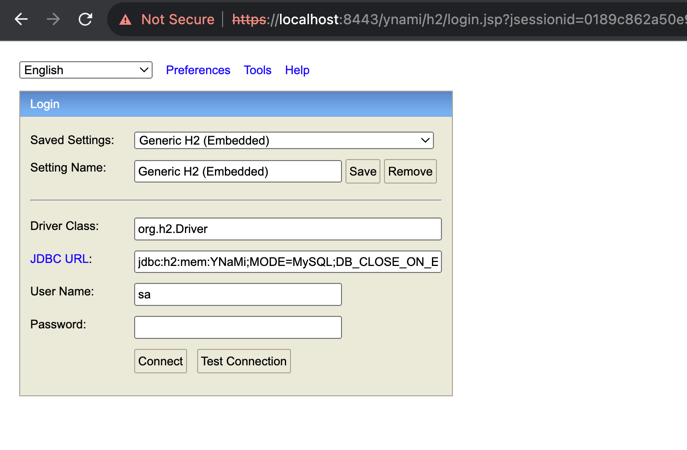 Not Secure https://localhost:8443/ynami/h2/login.jsp?jsessionid=0189c862a50e9
English Preferences Tools Help
Login
Saved Settings: Generic H2 (Embedded)
Setting Name: Generic H2 (Embedded) Save Remove
Driver Class: org.h2.Driver
JDBC URL: jdbc:h2:mem:YNaMi;MODE=MySQL;DB_CLOSE_ON_E
User Name: sa
Password:
Connect Test Connection